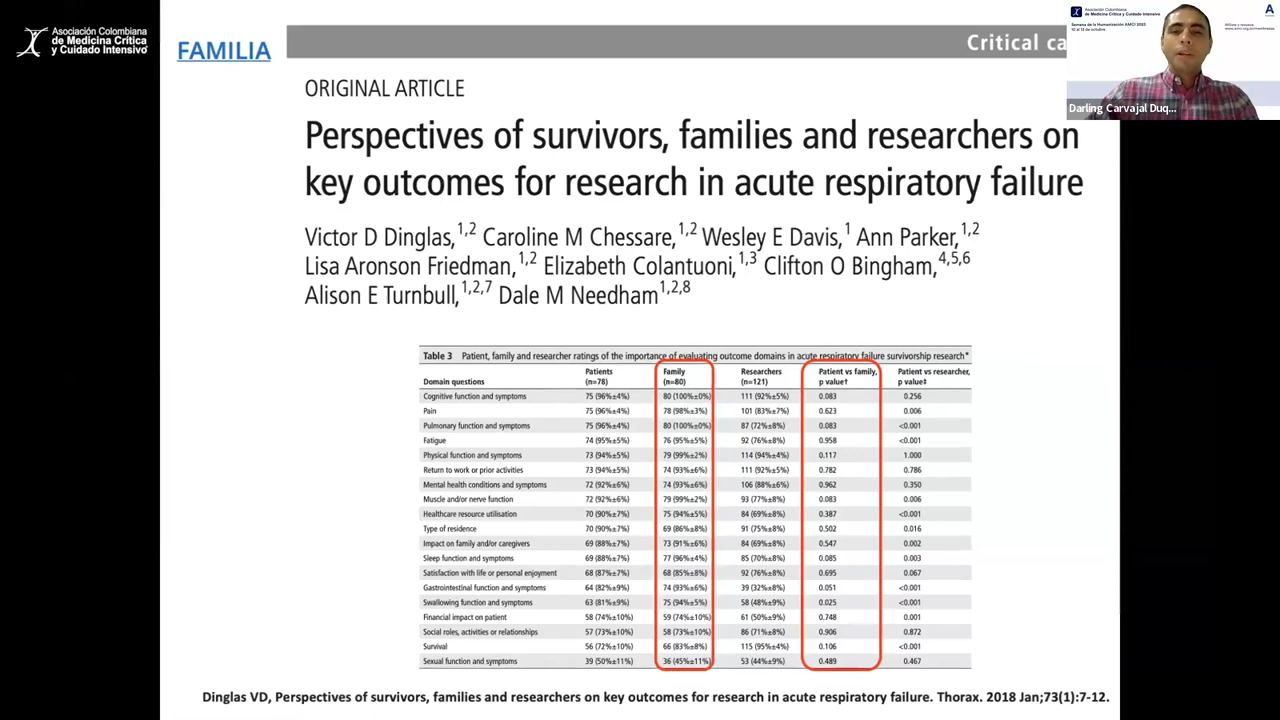 Asociación Colombiana
de Medicina Crítica
y Cuidado Intensivo
FAMILIA
Critical ca
Asociación Colombiana
de Medicina Crítica y Cuidado Intensivo
Semana de la Humanización AMCI 2022
Darling Carvajal Duq...
ORIGINAL ARTICLE
Perspectives of survivors, families and researchers on
key outcomes for research in acute respiratory failure
Victor D Dinglas,1,2 Caroline M Chessare,1,2 Wesley E Davis,1 Ann Parker,1,2
Lisa Aronson Friedman,1,2 Elizabeth Colantuoni,1,3 Clifton O Bingham,4,5,6
Alison E Turnbull,1,2,7 Dale M Needham1,2,8
Table 3 Patient, family and researcher ratings of the importance of evaluating outcome domains in acute respiratory failure survivorship research*
Patients Family Researchers Patient vs family, Patient vs researcher,
Domain questions (n=78) (n=80) (n=121) p value† p value‡
Cognitive function and symptoms 75 (96%±4%) 80 (100%±0%) 111 (92%±5%) 0.083 0.256
Pain 75 (96%±4%) 78 (98%±3%) 101 (83%±7%) 0.623 0.006
Pulmonary function and symptoms 75 (96%±4%) 80 (100%±0%) 87 (72%±8%) 0.083 <0.001
Fatigue 74 (95%±5%) 76 (95%±5%) 92 (76%±8%) 0.958 <0.001
Physical function and symptoms 73 (94%±5%) 79 (99%±2%) 114 (94%±4%) 0.117 1.000
Return to work or prior activities 73 (94%±5%) 74 (93%±6%) 111 (92%±5%) 0.782 0.786
Mental health conditions and symptoms 72 (92%±6%) 74 (93%±6%) 106 (88%±6%) 0.962 0.350
Muscle and/or nerve function 72 (92%±6%) 79 (99%±2%) 93 (77%±8%) 0.083 0.006
Healthcare resource utilisation 70 (90%±7%) 75 (94%±5%) 84 (69%±8%) 0.387 <0.001
Type of residence 70 (90%±7%) 69 (86%±8%) 91 (75%±8%) 0.502 0.016
Impact on family and/or caregivers 69 (88%±7%) 73 (91%±6%) 84 (69%±8%) 0.547 0.002
Sleep function and symptoms 69 (88%±7%) 77 (96%±4%) 85 (70%±8%) 0.085 0.003
Satisfaction with life or personal enjoyment 68 (87%±7%) 68 (85%±8%) 92 (76%±8%) 0.695 0.067
Gastrointestinal function and symptoms 64 (82%±9%) 74 (93%±6%) 39 (32%±8%) 0.051 <0.001
Swallowing function and symptoms 63 (81%±9%) 75 (94%±5%) 58 (48%±9%) 0.025 <0.001
Financial impact on patient 58 (74%±10%) 59 (74%±10%) 61 (50%±9%) 0.748 0.001
Social roles, activities or relationships 57 (73%±10%) 58 (73%±10%) 86 (71%±8%) 0.906 0.872
Survival 56 (72%±10%) 66 (83%±8%) 115 (95%±4%) 0.106 <0.001
Sexual function and symptoms 39 (50%±11%) 36 (45%±11%) 53 (44%±9%) 0.489 0.467
Dinglas VD, Perspectives of survivors, families and researchers on key outcomes for research in acute respiratory failure. Thorax. 2018 Jan;73(1):7-12.